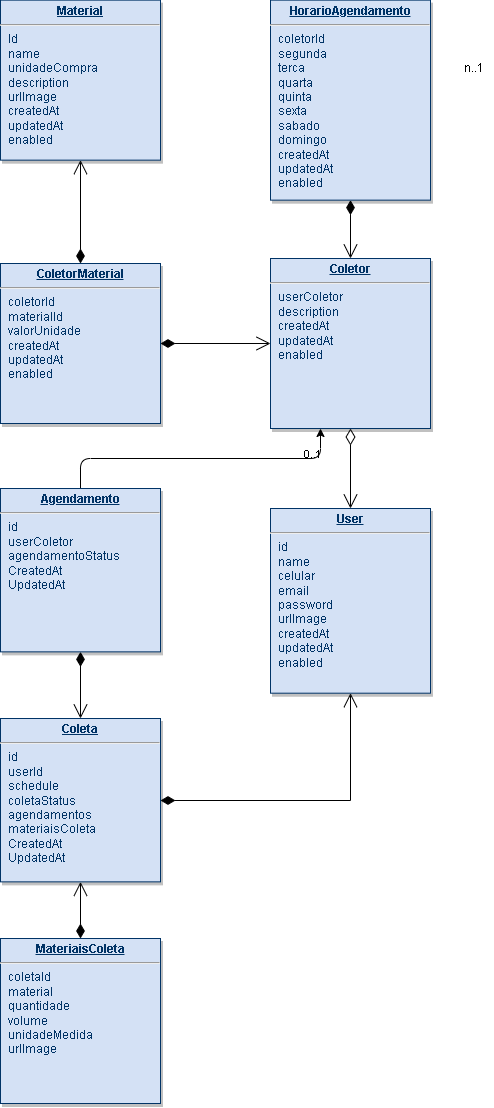 Material
Id
name
unidadeCompra
description
urlImage
createdAt
updatedAt
enabled
HorarioAgendamento
coletorId
segunda
terca
quarta
quinta
sexta
sabado
domingo
createdAt
updatedAt
enabled
n..1
ColetorMaterial
coletorId
materialId
valorUnidade
createdAt
updatedAt
enabled
Coletor
userColetor
description
createdAt
updatedAt
enabled
0..1
Agendamento
id
userColetor
agendamentoStatus
CreatedAt
UpdatedAt
User
id
name
celular
email
password
urlImage
createdAt
updatedAt
enabled
Coleta
id
userId
schedule
coletaStatus
agendamentos
materiaisColeta
CreatedAt
UpdatedAt
MateriaisColeta
coletaId
material
quantidade
volume
unidadeMedida
urlImage